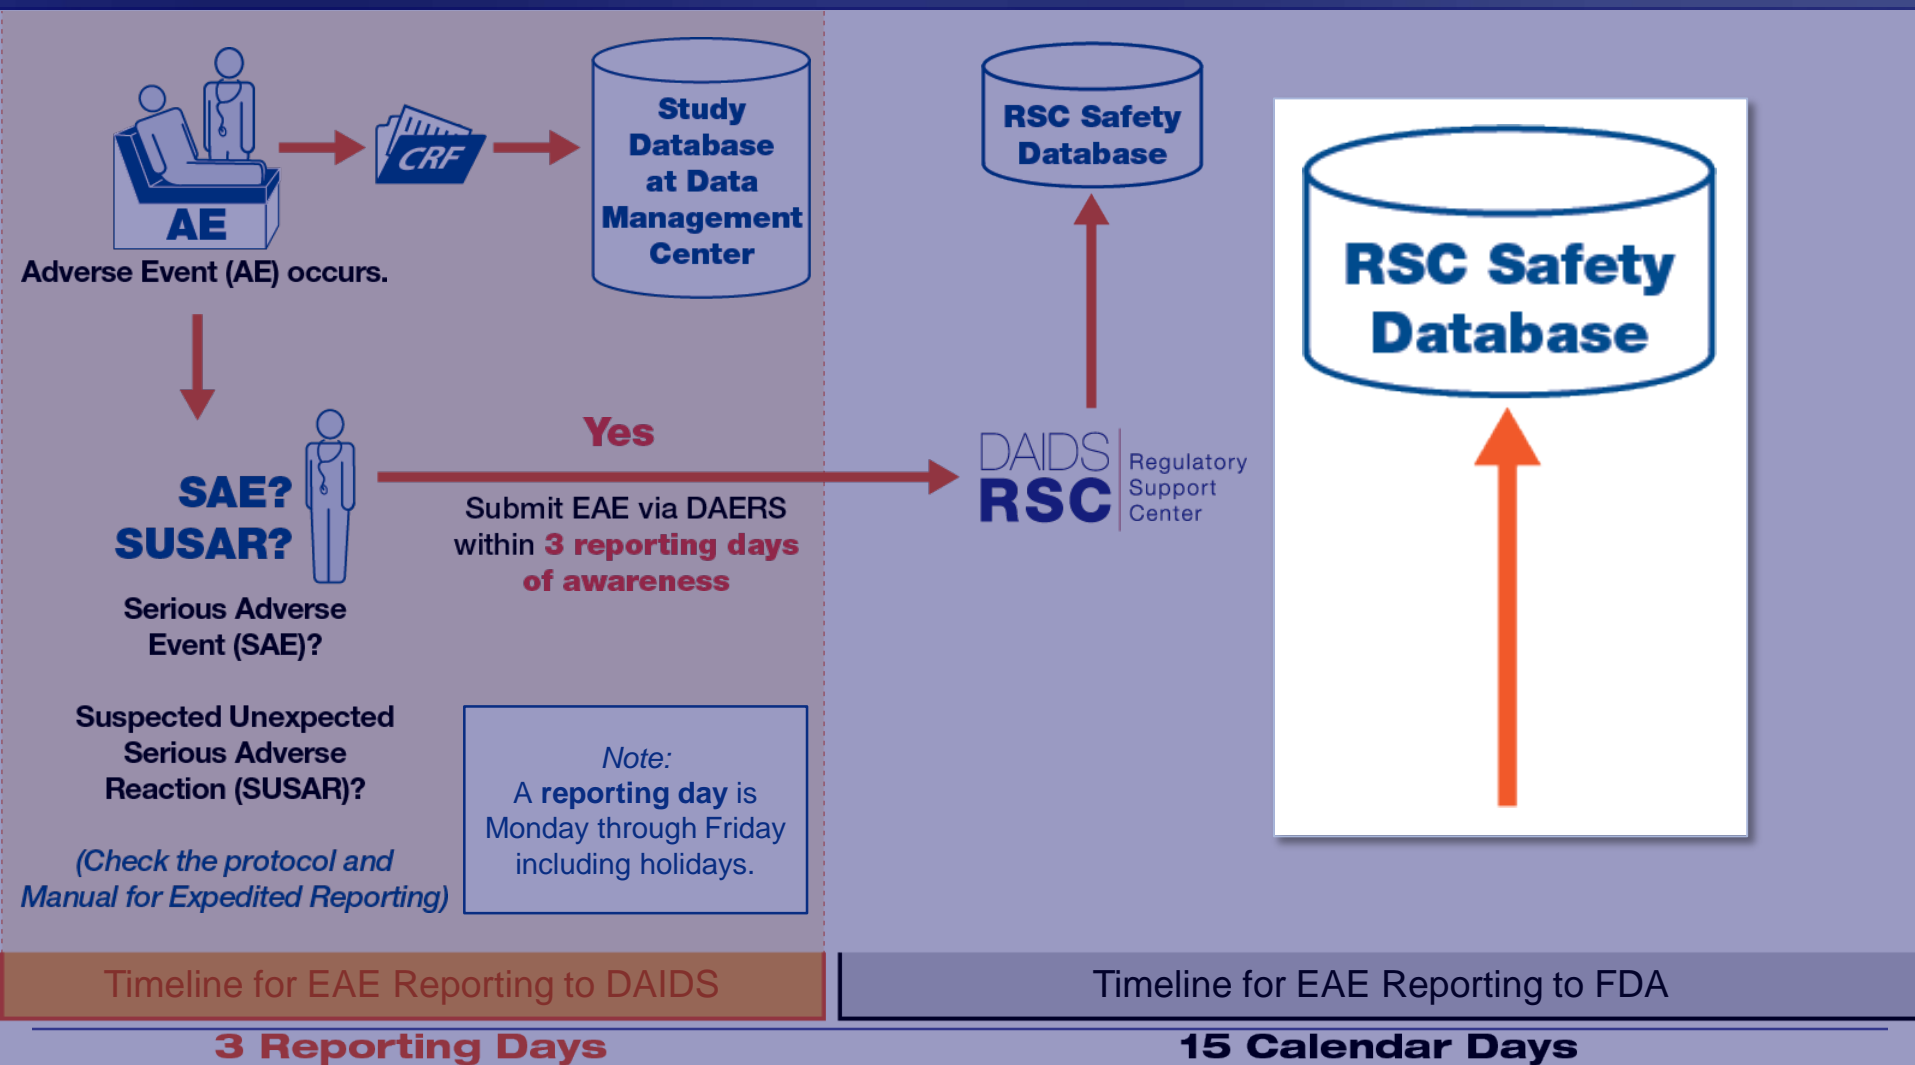 AE
Adverse Event (AE) occurs.
CRF
Study
Database
at Data
Management
Center
SAE?
SUSAR?
Serious Adverse
Event (SAE)?
Suspected Unexpected
Serious Adverse
Reaction (SUSAR)?
(Check the protocol and
Manual for Expedited Reporting)
Yes
Submit EAE via DAERS
within 3 reporting days
of awareness
Note:
A reporting day is
Monday through Friday
including holidays.
RSC Safety
Database
DAIDS
RSC
Regulatory
Support
Center
RSC Safety
Database
Timeline for EAE Reporting to DAIDS
3 Reporting Days
Timeline for EAE Reporting to FDA
15 Calendar Days